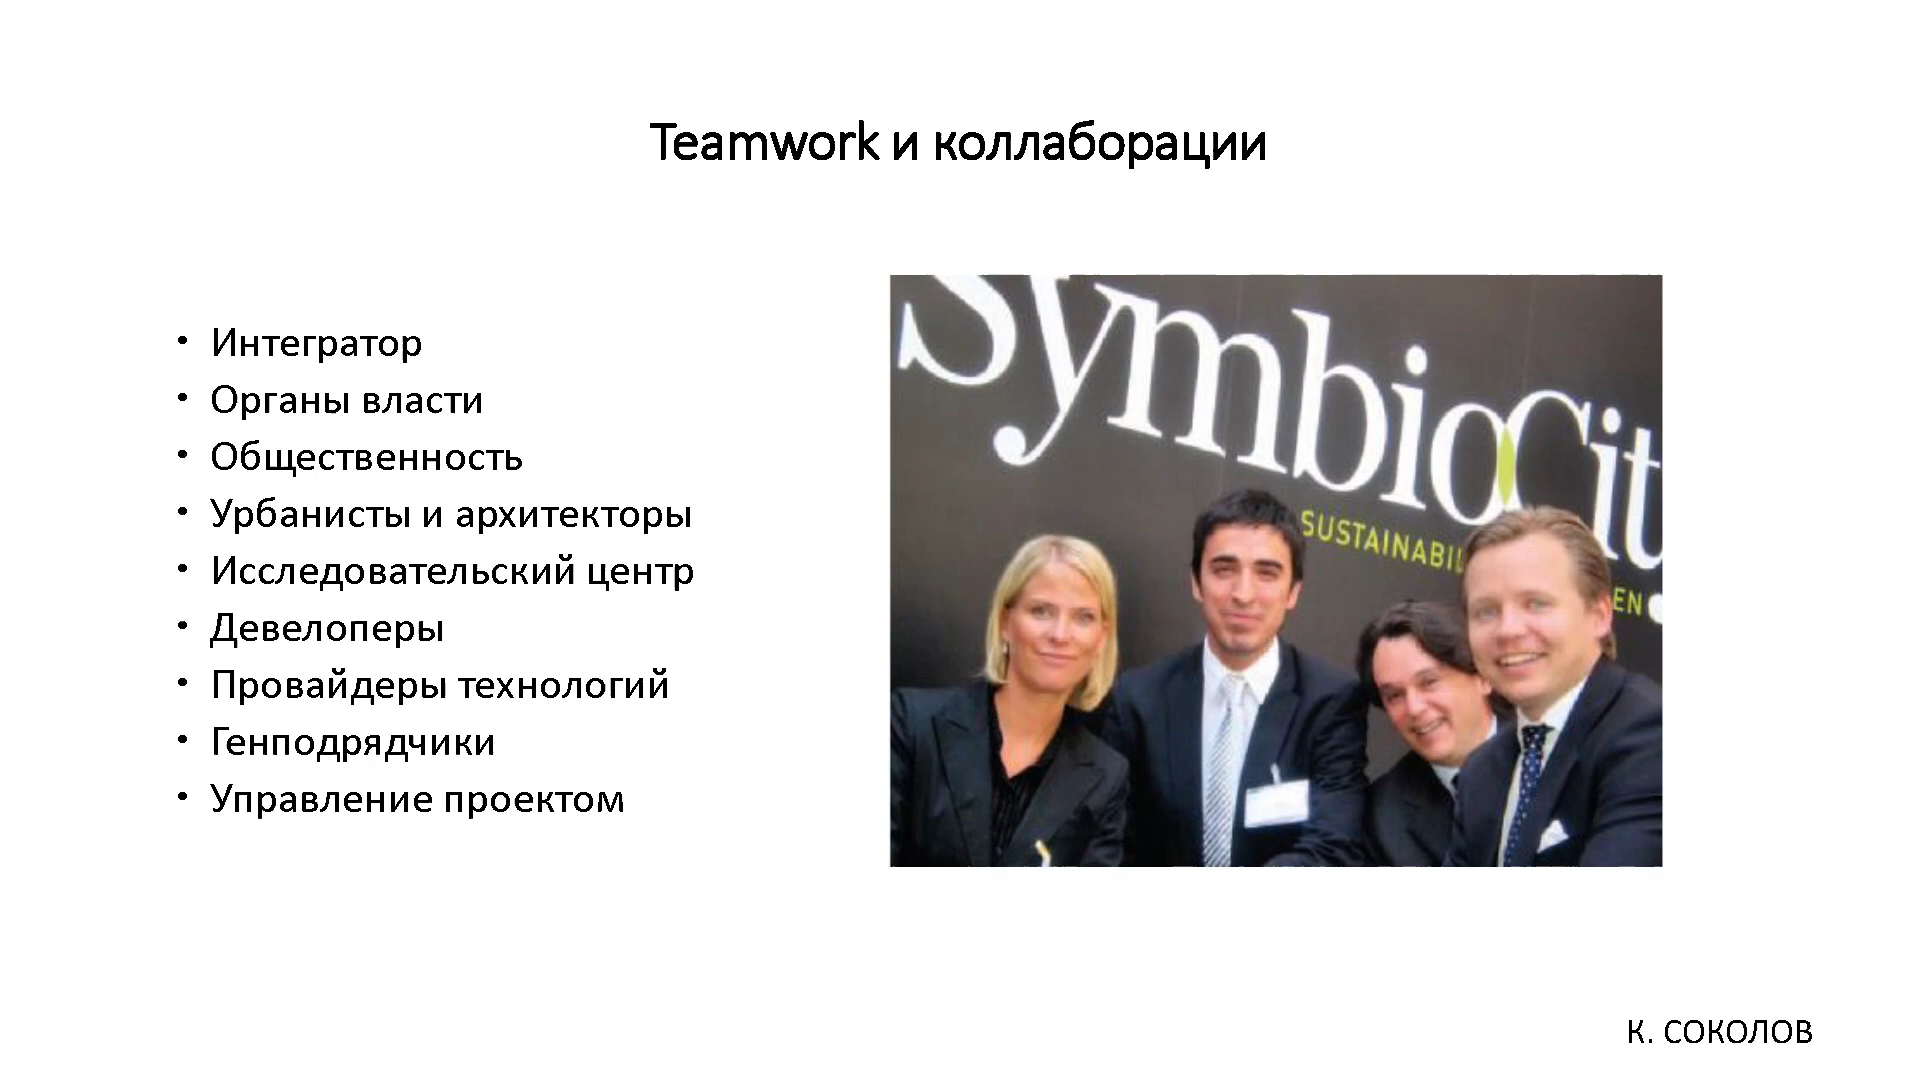 Teamwork и коллаборации
• Интегратор
• Органы власти
• Общественность
• Урбанисты и архитекторы
• Исследовательский центр
• Девелоперы
• Провайдеры технологий
• Генподрядчики
• Управление проектом
SymbioCit
SUSTAINABIL
EN
К. СОКОЛОВ